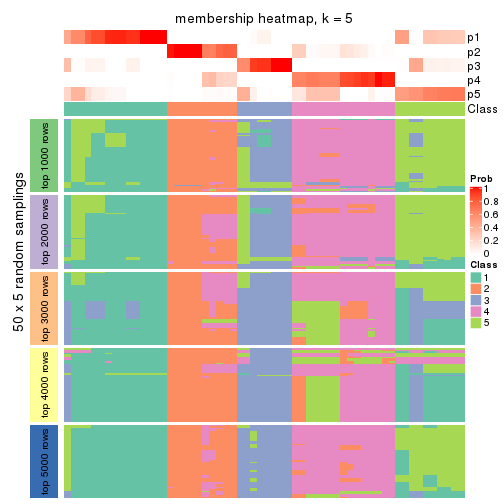 membership heatmap, k = 5
p1
p2
p3
p4
p5
Class
50 x 5 random samplings
top 1000 rows
top 2000 rows
top 3000 rows
top 4000 rows
top 5000 rows
Prob
1
0.8
0.6
0.4
0.2
0
Class
1
2
3
4
5